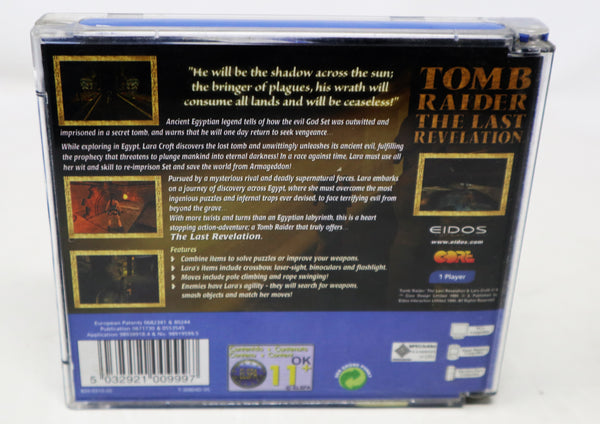 "He will be the shadow across the sun;
the bringer of plagues, his wrath will
consume all lands and will be ceaseless!"
Ancient Egyptian legend tells of how the evil God Set was outwitted and
imprisoned in a secret tomb, and warns that he will one day return to seek vengeance...
While exploring in Egypt, Lara Croft discovers the lost tomb and unwittingly unleashes its ancient evil, fulfilling
the prophecy that threatens to plunge mankind into eternal darkness! In a race against time, Lara must use all
her wit and skill to re-imprison Set and save the world from Armageddon!
Pursued by a mysterious rival and deadly supernatural forces, Lara embarks
on a journey of discovery across Egypt, where she must overcome the most
ingenious puzzles and infernal traps ever devised, to face terrifying evil from
beyond the grave.
With more twists and turns than an Egyptian labyrinth, this is a heart
stopping action-adventure; a Tomb Raider that truly offers...
The Last Revelation.
Features
Combine items to solve puzzles or improve your weapons.
Lara's items include crossbow, laser-sight, binoculars and flashlight.
Moves include pole climbing and rope swinging!
Enemies have Lara's agility - they will search for weapons,
smash objects and match her moves!
TOMB
RAIDER
THE LAST
REVELATION
EIDOS
www.eidos.com
CORE
1 Player
European Patents
5 032921 009997
OK
11+